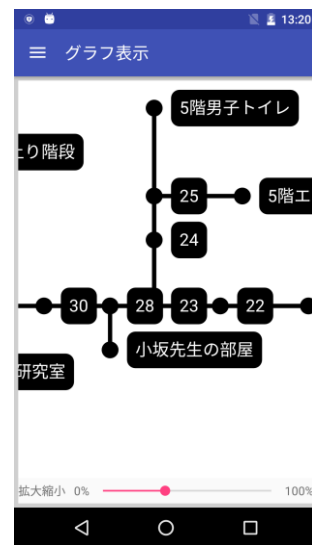 13:20
グラフ表示
5階男子トイレ
とり階段
25
5階エ
24
30
28
23
22
小坂先生の部屋
研究室
拡大縮小 0%
100%